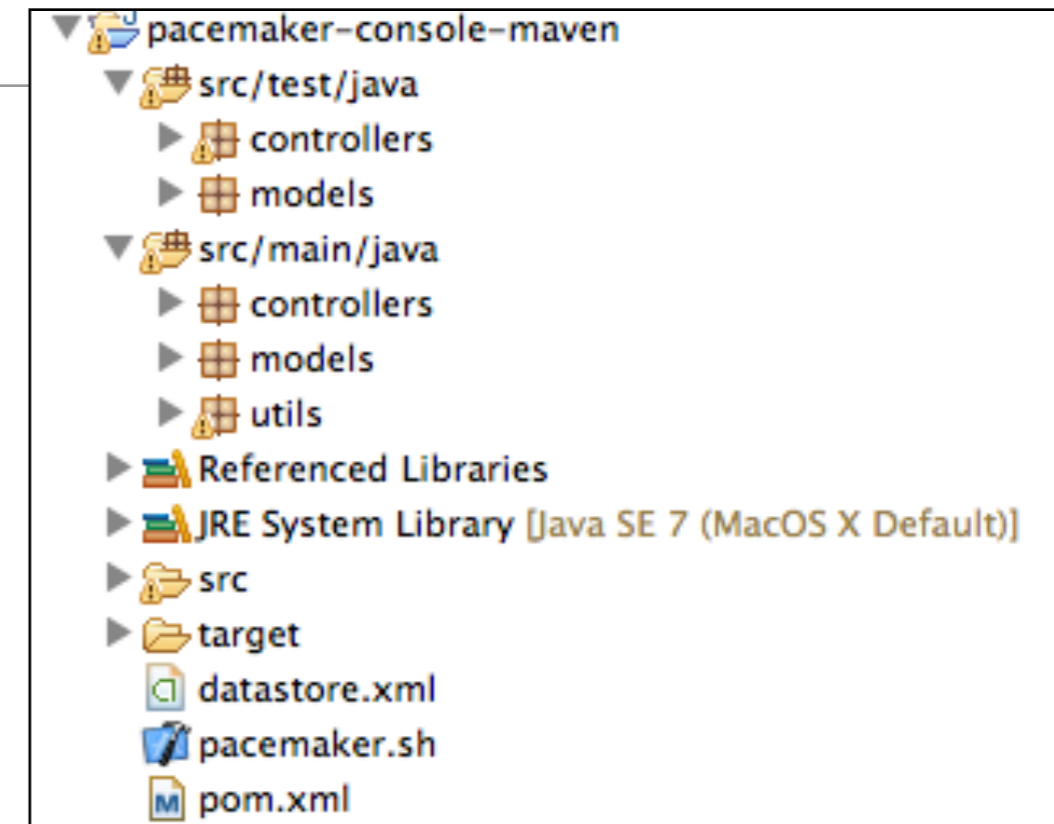 pacemaker-console-maven
src/test/java
controllers
models
src/main/java
controllers
models
utils
Referenced Libraries
JRE System Library [Java SE 7 (MacOS X Default)]
src
target
datastore.xml
pacemaker.sh
pom.xml